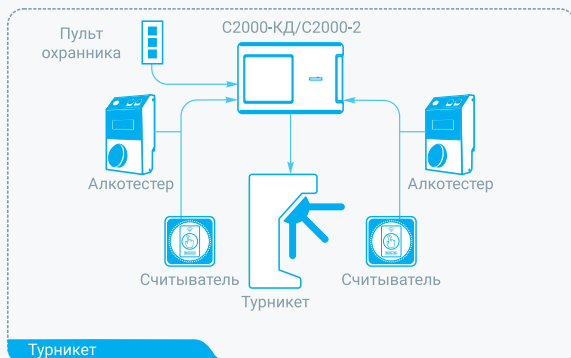 Пульт
охранника
С2000-КД/С2000-2
Алкотестер
Алкотестер
Считыватель
Считыватель
Турникет
Турникет